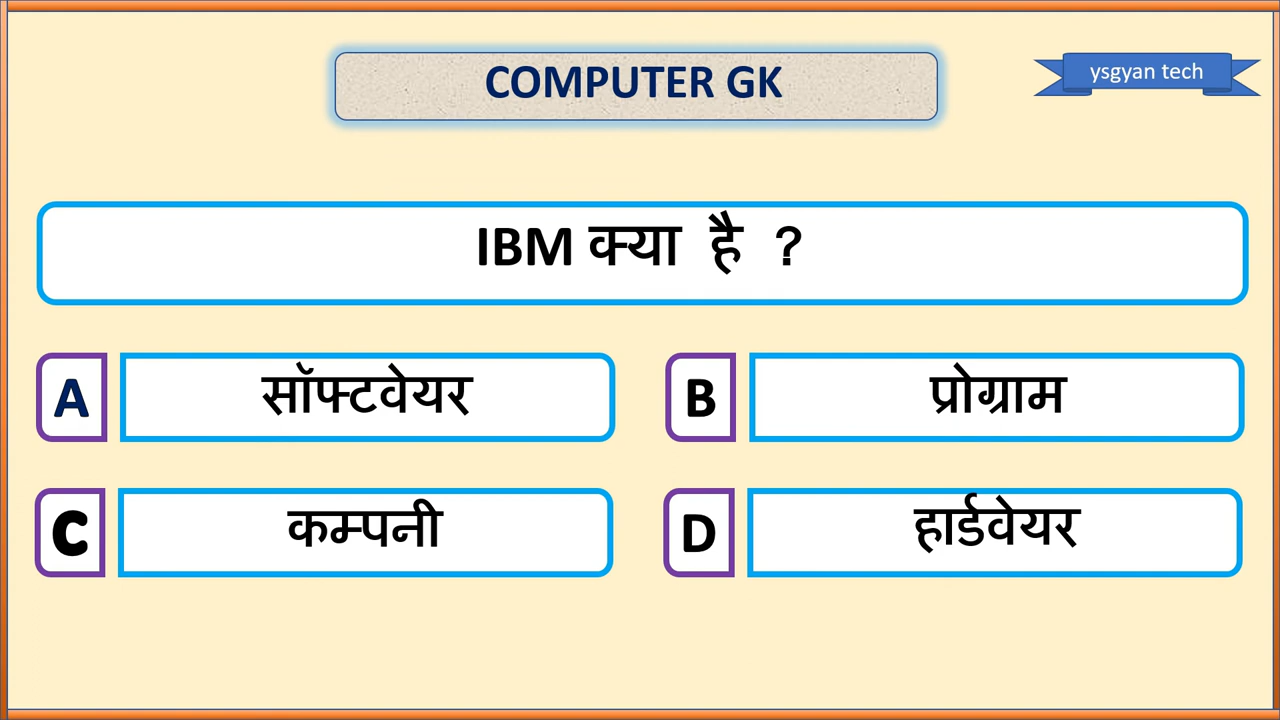 COMPUTER GK
ysgyan tech
IBM क्या है ?
A सॉफ्टवेयर
B प्रोग्राम
C कम्पनी
D हार्डवेयर